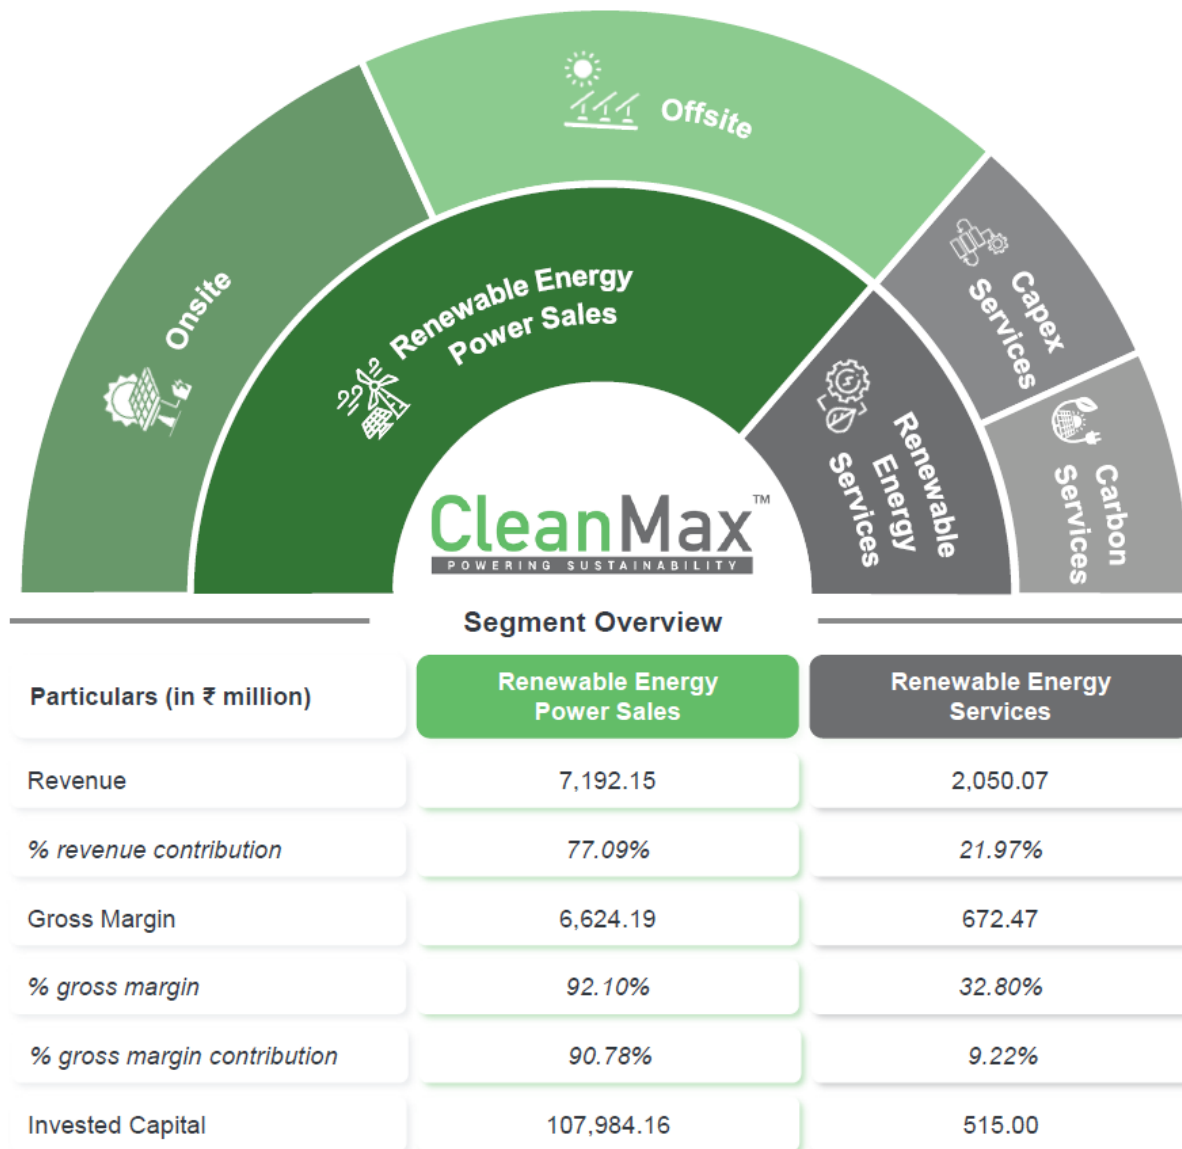 Offsite
Onsite
Renewable Energy
Power Sales
Capex
Services
Renewable
Energy
Services
Carbon
Services
CleanMax™
POWERING SUSTAINABILITY
Segment Overview
Particulars (in ₹ million)
Renewable Energy
Power Sales
Renewable Energy
Services
Revenue 7,192.15 2,050.07
% revenue contribution 77.09% 21.97%
Gross Margin 6,624.19 672.47
% gross margin 92.10% 32.80%
% gross margin contribution 90.78% 9.22%
Invested Capital 107,984.16 515.00